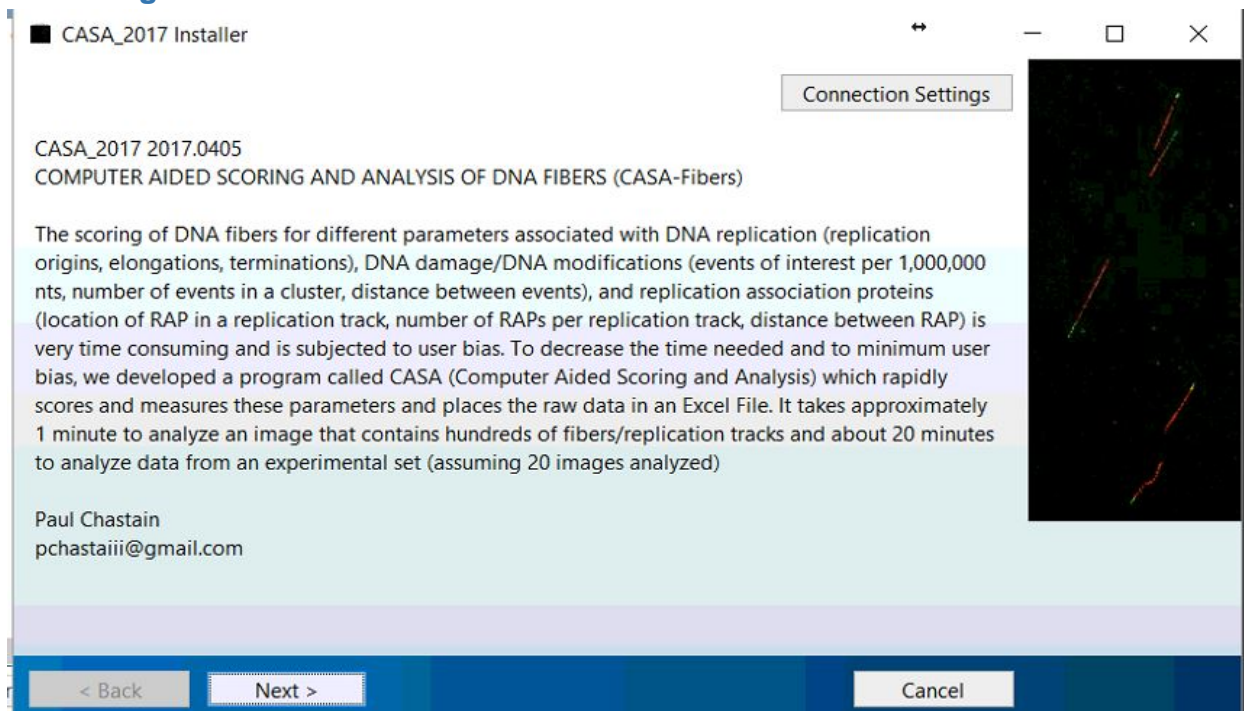 CASA_2017 Installer
Connection Settings
CASA_2017 2017.0405
COMPUTER AIDED SCORING AND ANALYSIS OF DNA FIBERS (CASA-Fibers)
The scoring of DNA fibers for different parameters associated with DNA replication (replication
origins, elongations, terminations), DNA damage/DNA modifications (events of interest per 1,000,000
nts, number of events in a cluster, distance between events), and replication association proteins
(location of RAP in a replication track, number of RAPs per replication track, distance between RAP) is
very time consuming and is subjected to user bias. To decrease the time needed and to minimum user
bias, we developed a program called CASA (Computer Aided Scoring and Analysis) which rapidly
scores and measures these parameters and places the raw data in an Excel File. It takes approximately
1 minute to analyze an image that contains hundreds of fibers/replication tracks and about 20 minutes
to analyze data from an experimental set (assuming 20 images analyzed)
Paul Chastain
pchastaiii@gmail.com
< Back
Next >
Cancel